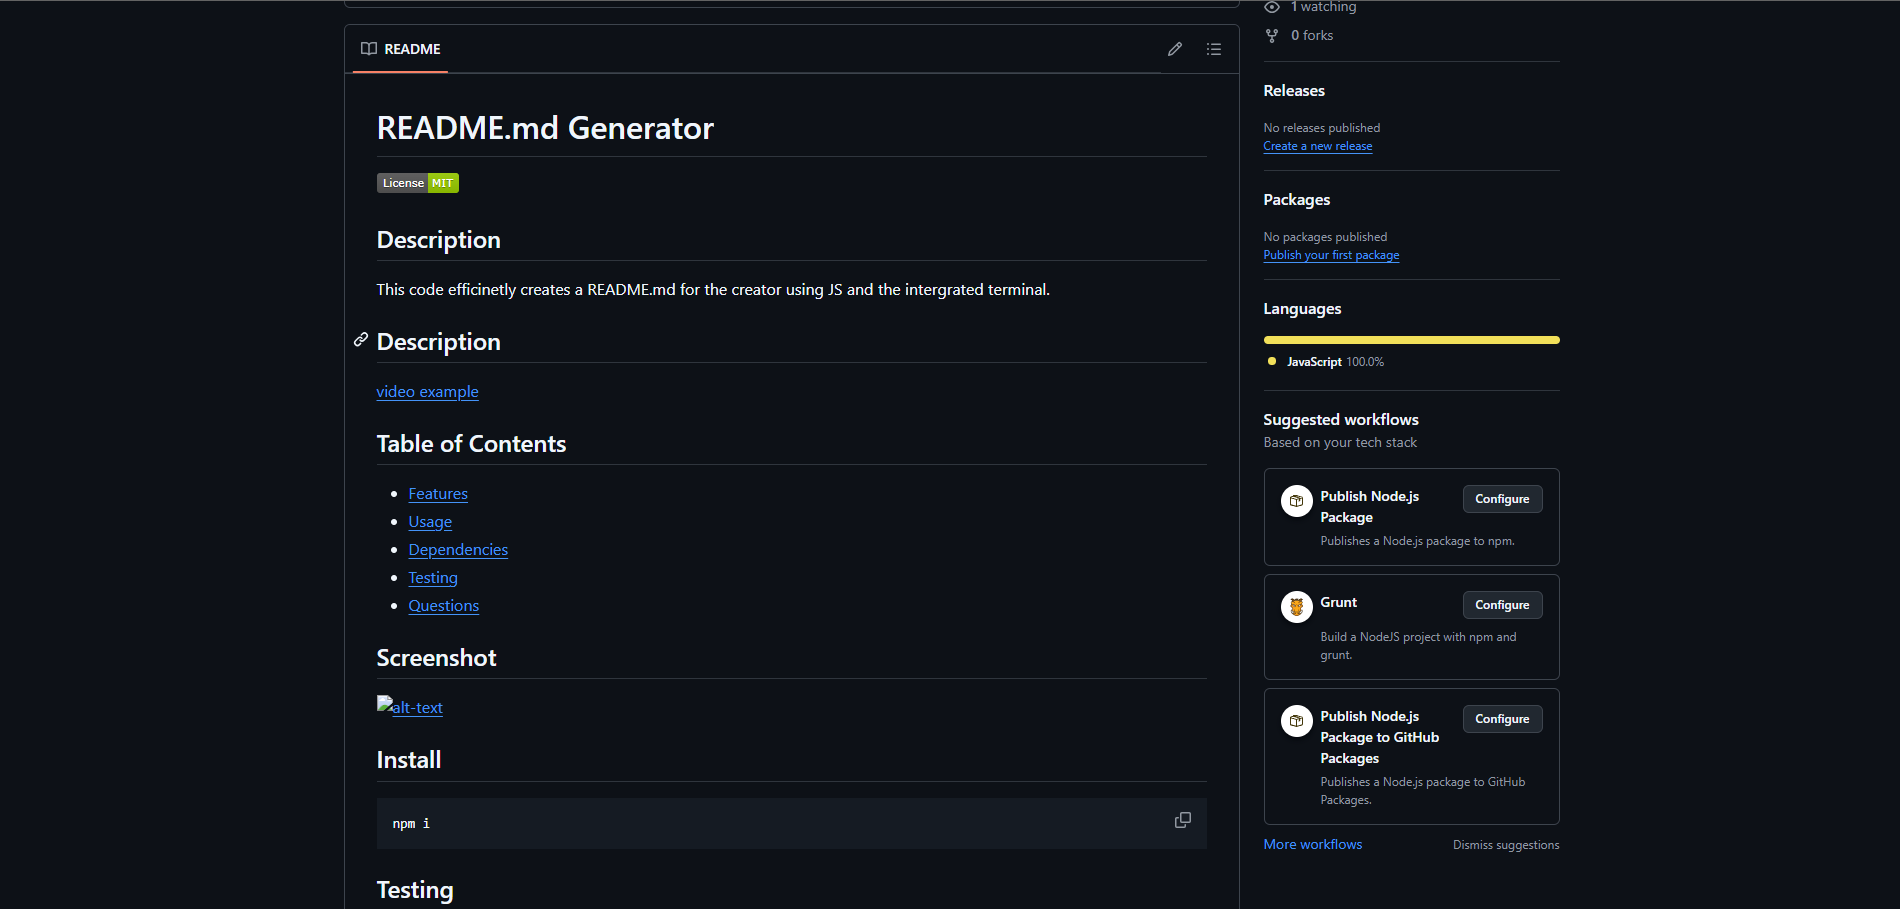 README
README.md Generator
License MIT
Description
This code efficinetly creates a README.md for the creator using JS and the intergrated terminal.
Description
video example
Table of Contents
Features
Usage
Dependencies
Testing
Questions
Screenshot
alt-text
Install
npm i
Testing
1 watching
0 forks
Releases
No releases published
Create a new release
Packages
No packages published
Publish your first package
Languages
JavaScript 100.0%
Suggested workflows
Based on your tech stack
Publish Node.js
Package
Configure
Publishes a Node.js package to npm.
Grunt
Configure
Build a NodeJS project with npm and
grunt.
Publish Node.js
Package to GitHub
Packages
Configure
Publishes a Node.js package to GitHub
Packages.
More workflows
Dismiss suggestions